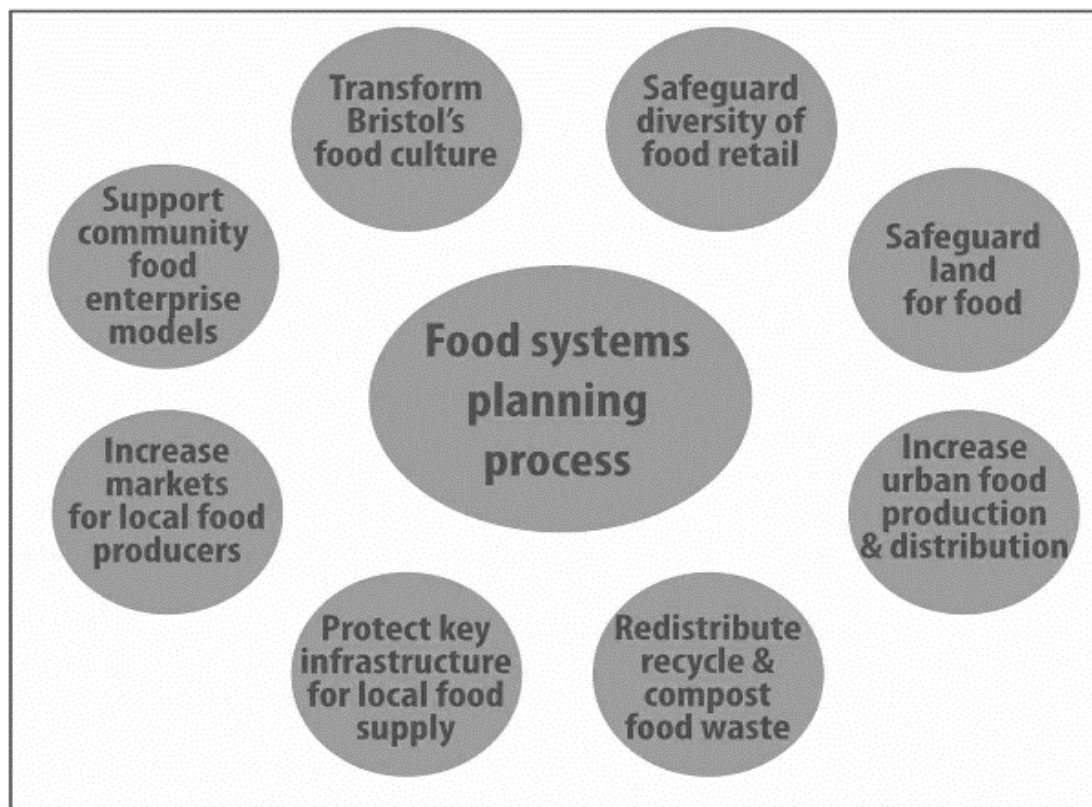 Transform
Bristol's
food culture
Safeguard
diversity of
food retail
Support
community
food
enterprise
models
Safeguard
land
for food
Food systems
planning
process
Increase
markets
for local food
producers
Increase
urban food
production
& distribution
Protect key
infrastructure
for local food
supply
Redistribute
recycle &
compost
food waste